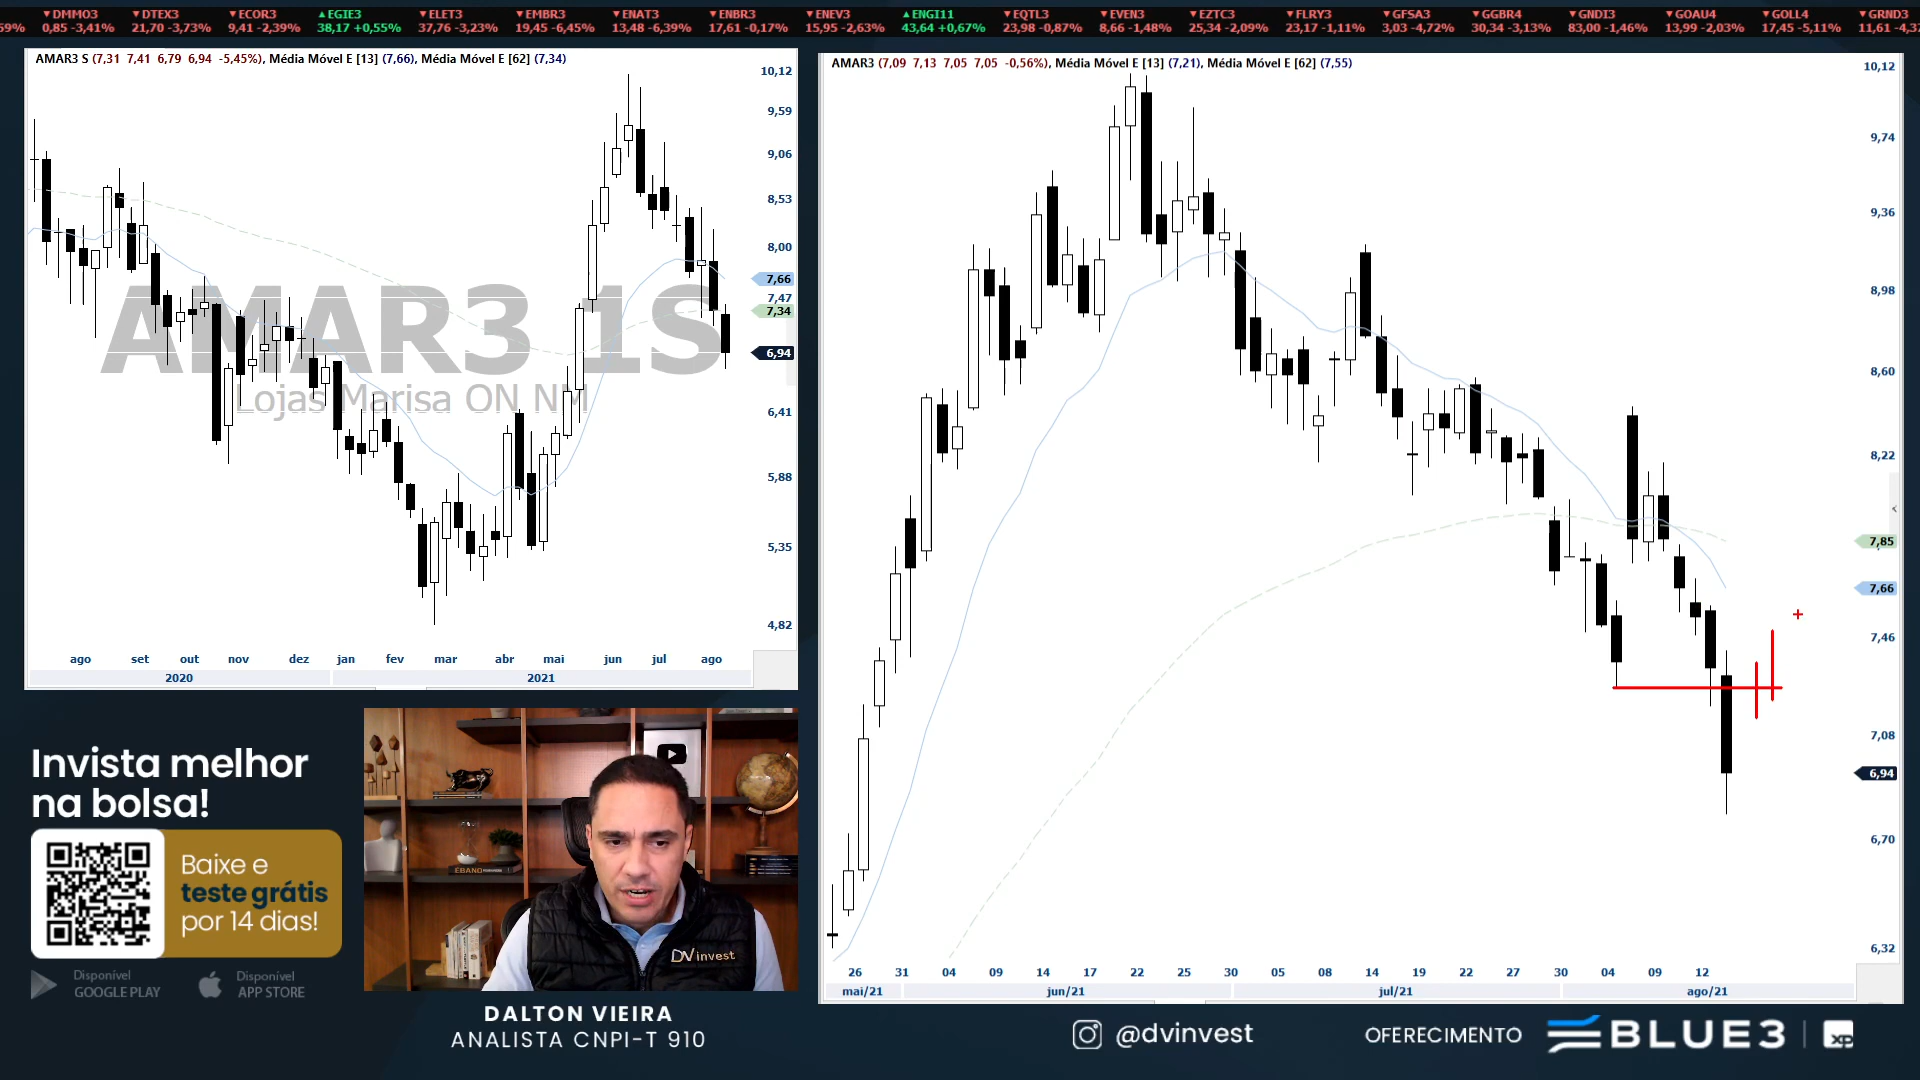 ▼DMMO3 ▼DTEX3 ▼ECOR3 ▲EGIE3 ▼ELET3 ▼EMBR3 ▼ENAT3 ▼ENBR3 ▼ENEV3 ▲ENGI11 ▼EQTL3 ▼EVEN3 ▼EZTC3 ▼FLRY3 ▼GFSA3 ▼GGBR4 ▼GNDI3 ▼GOAU4 ▼GOLL4 ▼GRND3
59% 0,85 -3,41% 21,70 -3,73% 9,41 -2,39% 38,17 +0,55% 37,76 -3,23% 19,45 -6,45% 13,48 -6,39% 17,61 -0,17% 15,95 -2,63% 43,64 +0,67% 23,98 -0,87% 8,66 -1,48% 25,34 -2,09% 23,17 -1,11% 3,03 -4,72% 30,34 -3,13% 83,00 -1,46% 13,99 -2,03% 17,45 -5,11% 11,61 -4,3
AMAR3 S (7,31 7,41 6,79 6,94 -5,45%), Média Móvel E [13] (7,66), Média Móvel E [62] (7,34)
10,12
9,59
9,06
8,53
8,00
7,66
7,47
7,34
6,94
6,41
5,88
5,35
4,82
AMAR3 1S
Lojas Marisa ON NM
ago set out nov dez jan fev mar abr mai jun jul ago
2020 2021
AMAR3 (7,09 7,13 7,05 7,05 -0,56%), Média Móvel E [13] (7,21), Média Móvel E [62] (7,55)
10,12
9,74
9,36
8,98
8,60
8,22
7,85
7,66
7,46
7,08
6,94
6,70
6,32
26 31 04 09 14 17 22 25 30 05 08 14 19 22 27 30 04 09 12
mai/21 jun/21 jul/21 ago/21
Invista melhor
na bolsa!
Baixe e
teste grátis
por 14 dias!
Disponível
GOOGLE PLAY
Disponível
APP STORE
ÉBANO
DV invest
DALTON VIEIRA
ANALISTA CNPI-T 910
@dvinvest
OFERECIMENTO
BLUE3
xp